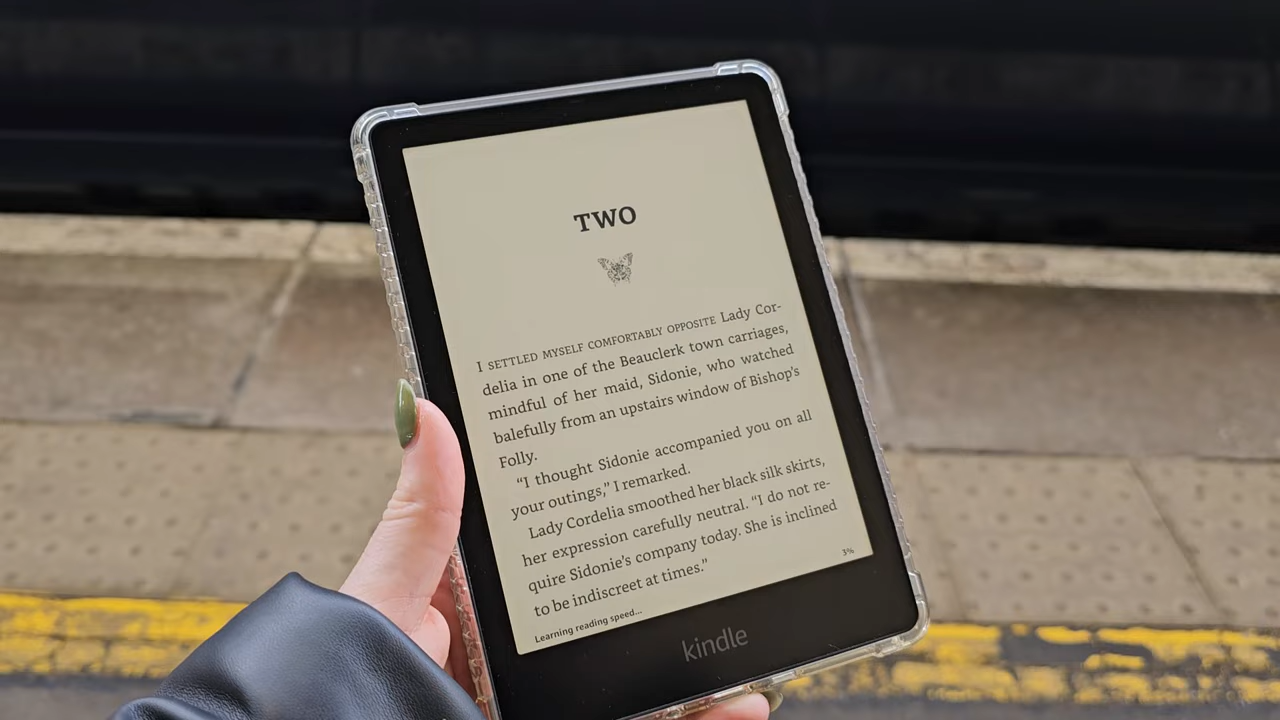 TWO
I SETTLED MYSELF COMFORTABLY OPPOSITE Lady Cor-
delia in one of the Beauclerk town carriages,
mindful of her maid, Sidonie, who watched
balefully from an upstairs window of Bishop's
Folly.
“I thought Sidonie accompanied you on all
your outings,” I remarked.
Lady Cordelia smoothed her black silk skirts,
her expression carefully neutral. “I do not re-
quire Sidonie's company today. She is inclined
to be indiscreet at times.”
Learning reading speed... 3%
kindle